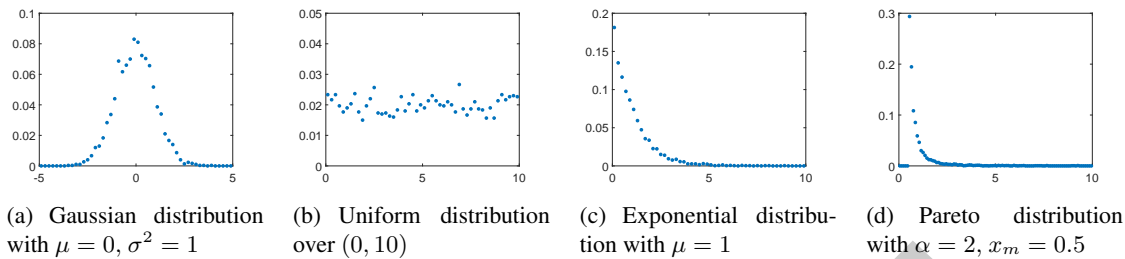 0.1
0.08
0.06
0.04
0.02
0
-5 0 5
(a) Gaussian distribution
with μ = 0, σ² = 1
0.05
0.04
0.03
0.02
0.01
0
0 5 10
(b) Uniform distribution
over (0, 10)
0.2
0.15
0.1
0.05
0
0 5 10
(c) Exponential distribu-
tion with μ = 1
0.3
0.2
0.1
0
0 5 10
(d) Pareto distribution
with α = 2, xₘ = 0.5